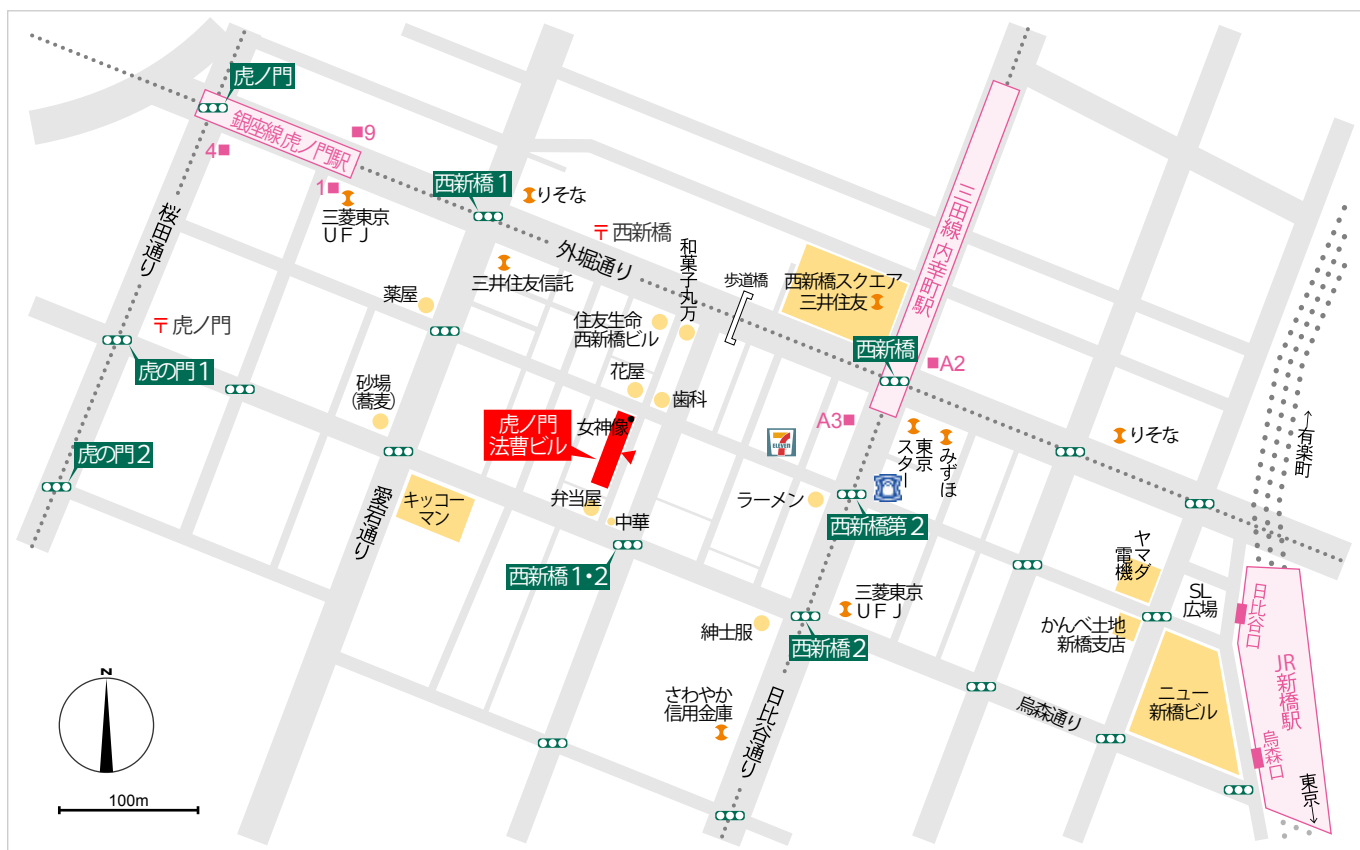 虎ノ門
銀座線虎ノ門駅
4
9
1
三菱東京
UFJ
西新橋1
りそな
〒西新橋
外堀通り
三井住友信託
和菓子丸万
歩道橋
西新橋スクエア
三井住友
三田線 内幸町駅
桜田通り
薬屋
〒虎ノ門
住友生命
西新橋ビル
西新橋
A2
虎の門1
花屋
歯科
砂場
(蕎麦)
虎ノ門
法曹ビル
女神像
A3
7
ELEVEN
東京
スター
みずほ
りそな
←有楽町
虎の門2
愛宕通り
キッコー
マン
弁当屋
中華
ラーメン
西新橋第2
西新橋1・2
ヤマダ
電機
SL
広場
日比谷口
三菱東京
UFJ
紳士服
西新橋2
かんべ土地
新橋支店
JR新橋駅
ニュー
新橋ビル
さわやか
信用金庫
日比谷通り
烏森通り
烏森口
東京→
N
100m